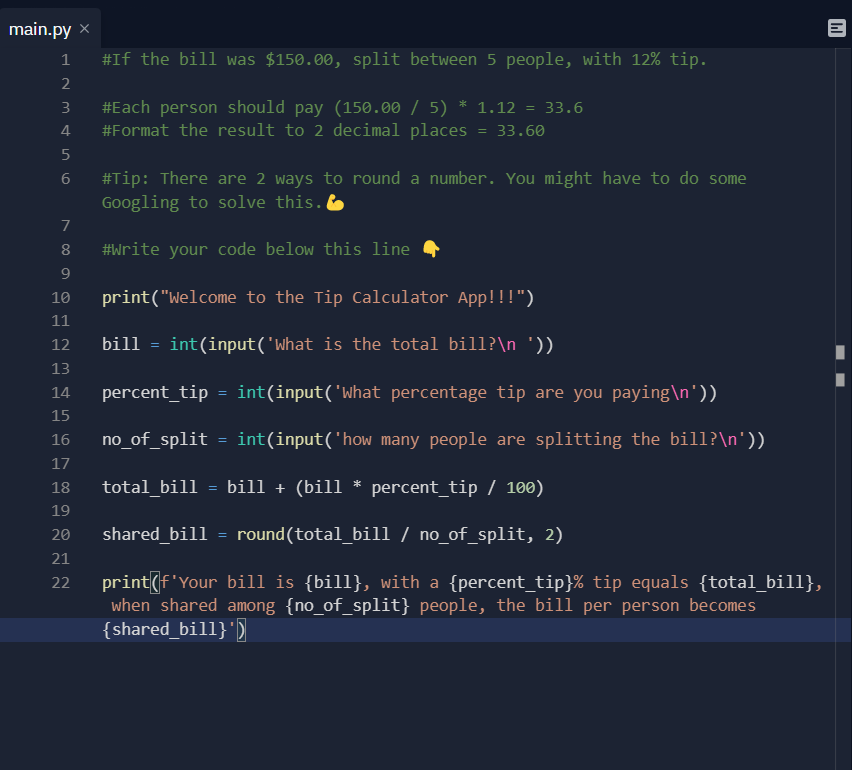 main.py ×
1 #If the bill was $150.00, split between 5 people, with 12% tip.
2
3 #Each person should pay (150.00 / 5) * 1.12 = 33.6
4 #Format the result to 2 decimal places = 33.60
5
6 #Tip: There are 2 ways to round a number. You might have to do some
Googling to solve this.💪
7
8 #Write your code below this line 👇
9
10 print("Welcome to the Tip Calculator App!!!")
11
12 bill = int(input('What is the total bill?\n '))
13
14 percent_tip = int(input('What percentage tip are you paying\n'))
15
16 no_of_split = int(input('how many people are splitting the bill?\n'))
17
18 total_bill = bill + (bill * percent_tip / 100)
19
20 shared_bill = round(total_bill / no_of_split, 2)
21
22 print(f'Your bill is {bill}, with a {percent_tip}% tip equals {total_bill},
when shared among {no_of_split} people, the bill per person becomes
{shared_bill}')